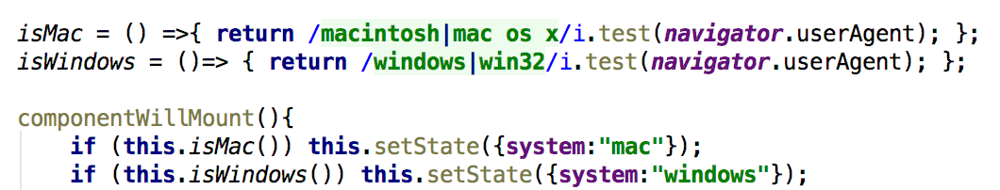 isMac = () =>{ return /macintosh|mac os x/i.test(navigator.userAgent); };
isWindows = ()=> { return /windows|win32/i.test(navigator.userAgent); };
componentWillMount(){
    if (this.isMac()) this.setState({system:"mac"});
    if (this.isWindows()) this.setState({system:"windows"});